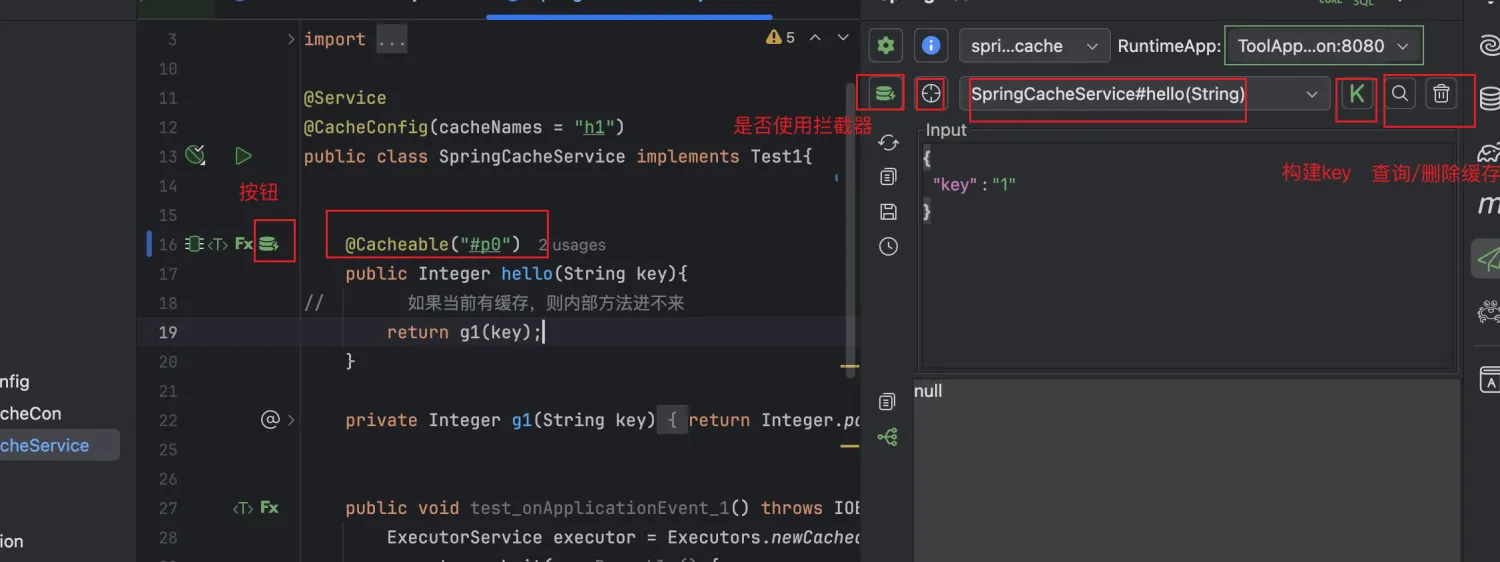 3 import ... 5
10
11 @Service
12 @CacheConfig(cacheNames = "h1")
13 public class SpringCacheService implements Test1{
14
按钮
15
16 <T> Fx @Cacheable("#p0") 2 usages
17 public Integer hello(String key){
18 // 如果当前有缓存，则内部方法进不来
19 return g1(key);
20 }
21
22 @ private Integer g1(String key) { return Integer.pa
25
26
27 <T> Fx public void test_onApplicationEvent_1() throws IOE
28 ExecutorService executor = Executors.newCached
nfig
cheCon
cheService
ion
spri...cache RuntimeApp: ToolApp...on:8080
SpringCacheService#hello(String) K
是否使用拦截器
Input
{
"key":"1"
}
构建key 查询/删除缓存
null
m
A